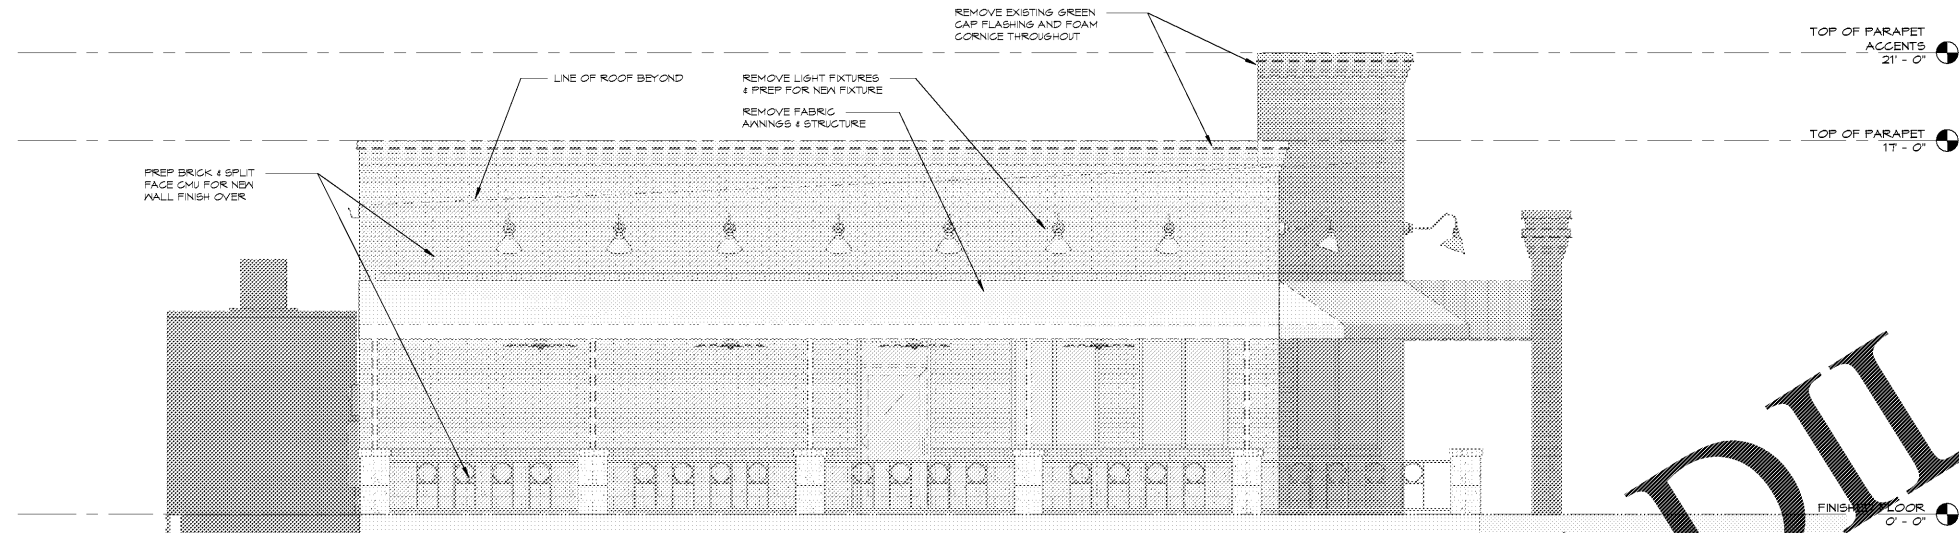 REMOVE EXISTING GREEN
CAP FLASHING AND FOAM
CORNICE THROUGHOUT
TOP OF PARAPET
ACCENTS
21' - 0"
LINE OF ROOF BEYOND
REMOVE LIGHT FIXTURES
& PREP FOR NEW FIXTURE
REMOVE FABRIC
AWNINGS & STRUCTURE
TOP OF PARAPET
17' - 0"
PREP BRICK & SPLIT
FACE CMU FOR NEW
WALL FINISH OVER
FINISHED FLOOR
0' - 0"